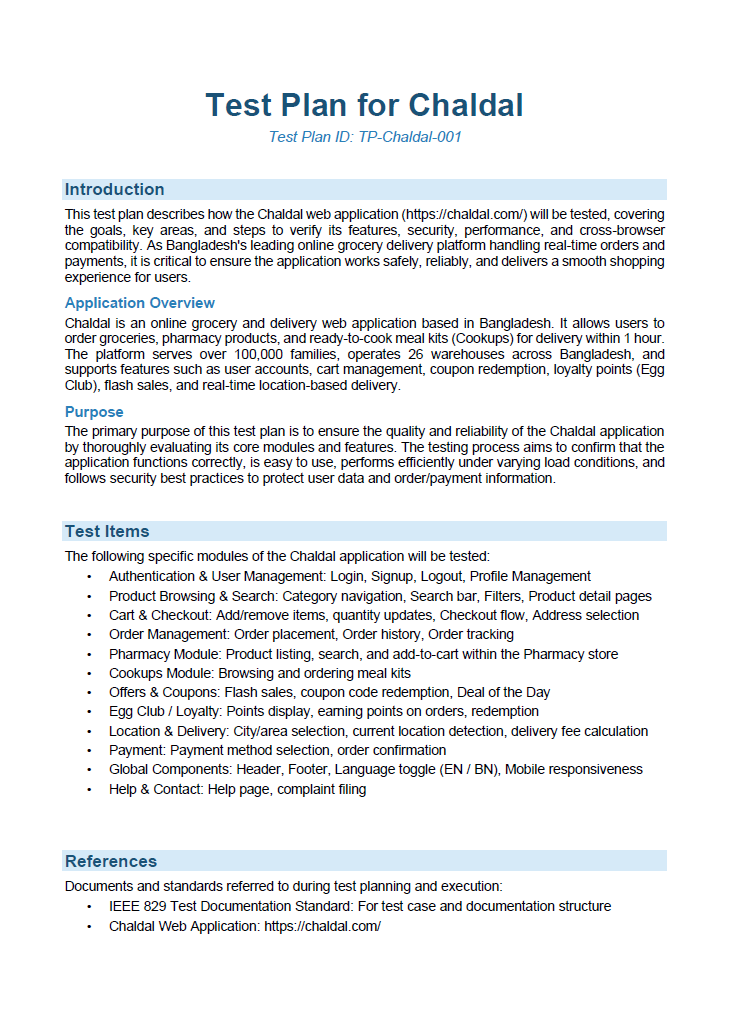 Test Plan for Chaldal
Test Plan ID: TP-Chaldal-001
Introduction
This test plan describes how the Chaldal web application (https://chaldal.com/) will be tested, covering
the goals, key areas, and steps to verify its features, security, performance, and cross-browser
compatibility. As Bangladesh's leading online grocery delivery platform handling real-time orders and
payments, it is critical to ensure the application works safely, reliably, and delivers a smooth shopping
experience for users.
Application Overview
Chaldal is an online grocery and delivery web application based in Bangladesh. It allows users to
order groceries, pharmacy products, and ready-to-cook meal kits (Cookups) for delivery within 1 hour.
The platform serves over 100,000 families, operates 26 warehouses across Bangladesh, and
supports features such as user accounts, cart management, coupon redemption, loyalty points (Egg
Club), flash sales, and real-time location-based delivery.
Purpose
The primary purpose of this test plan is to ensure the quality and reliability of the Chaldal application
by thoroughly evaluating its core modules and features. The testing process aims to confirm that the
application functions correctly, is easy to use, performs efficiently under varying load conditions, and
follows security best practices to protect user data and order/payment information.
Test Items
The following specific modules of the Chaldal application will be tested:
• Authentication & User Management: Login, Signup, Logout, Profile Management
• Product Browsing & Search: Category navigation, Search bar, Filters, Product detail pages
• Cart & Checkout: Add/remove items, quantity updates, Checkout flow, Address selection
• Order Management: Order placement, Order history, Order tracking
• Pharmacy Module: Product listing, search, and add-to-cart within the Pharmacy store
• Cookups Module: Browsing and ordering meal kits
• Offers & Coupons: Flash sales, coupon code redemption, Deal of the Day
• Egg Club / Loyalty: Points display, earning points on orders, redemption
• Location & Delivery: City/area selection, current location detection, delivery fee calculation
• Payment: Payment method selection, order confirmation
• Global Components: Header, Footer, Language toggle (EN / BN), Mobile responsiveness
• Help & Contact: Help page, complaint filing
References
Documents and standards referred to during test planning and execution:
• IEEE 829 Test Documentation Standard: For test case and documentation structure
• Chaldal Web Application: https://chaldal.com/